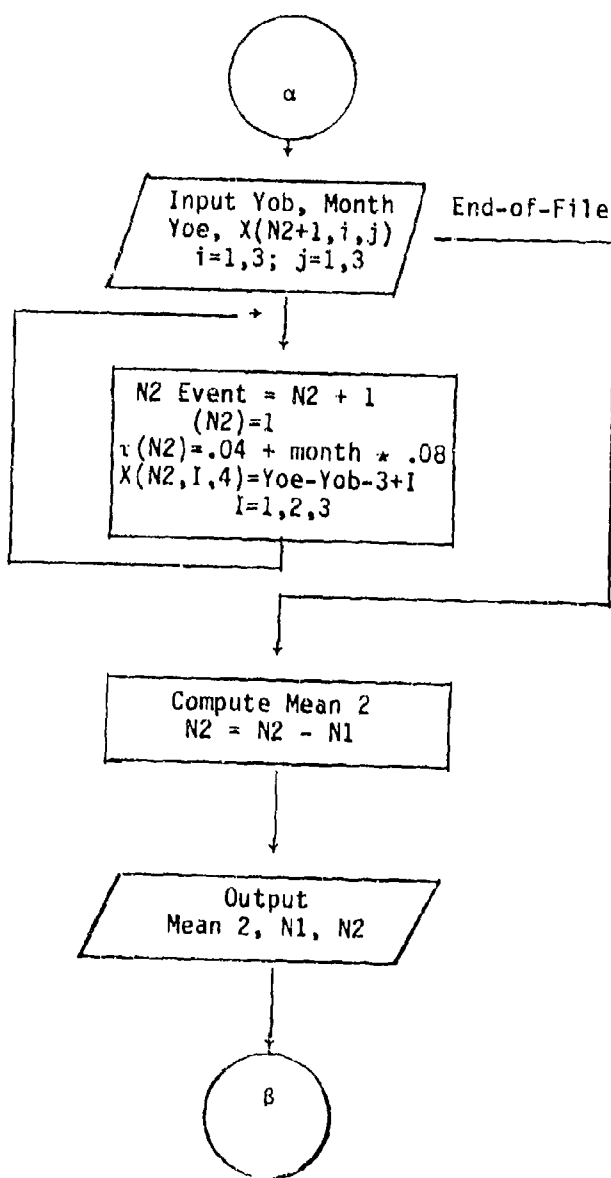 α
Input Yob, Month
Yoe, X(N2+1,i,j)
i=1,3; j=1,3
End-of-File
N2 Event = N2 + 1
(N2)=1
τ(N2)=.04 + month * .08
X(N2,I,4)=Yoe-Yob-3+I
I=1,2,3
Compute Mean 2
N2 = N2 - N1
Output
Mean 2, N1, N2
β